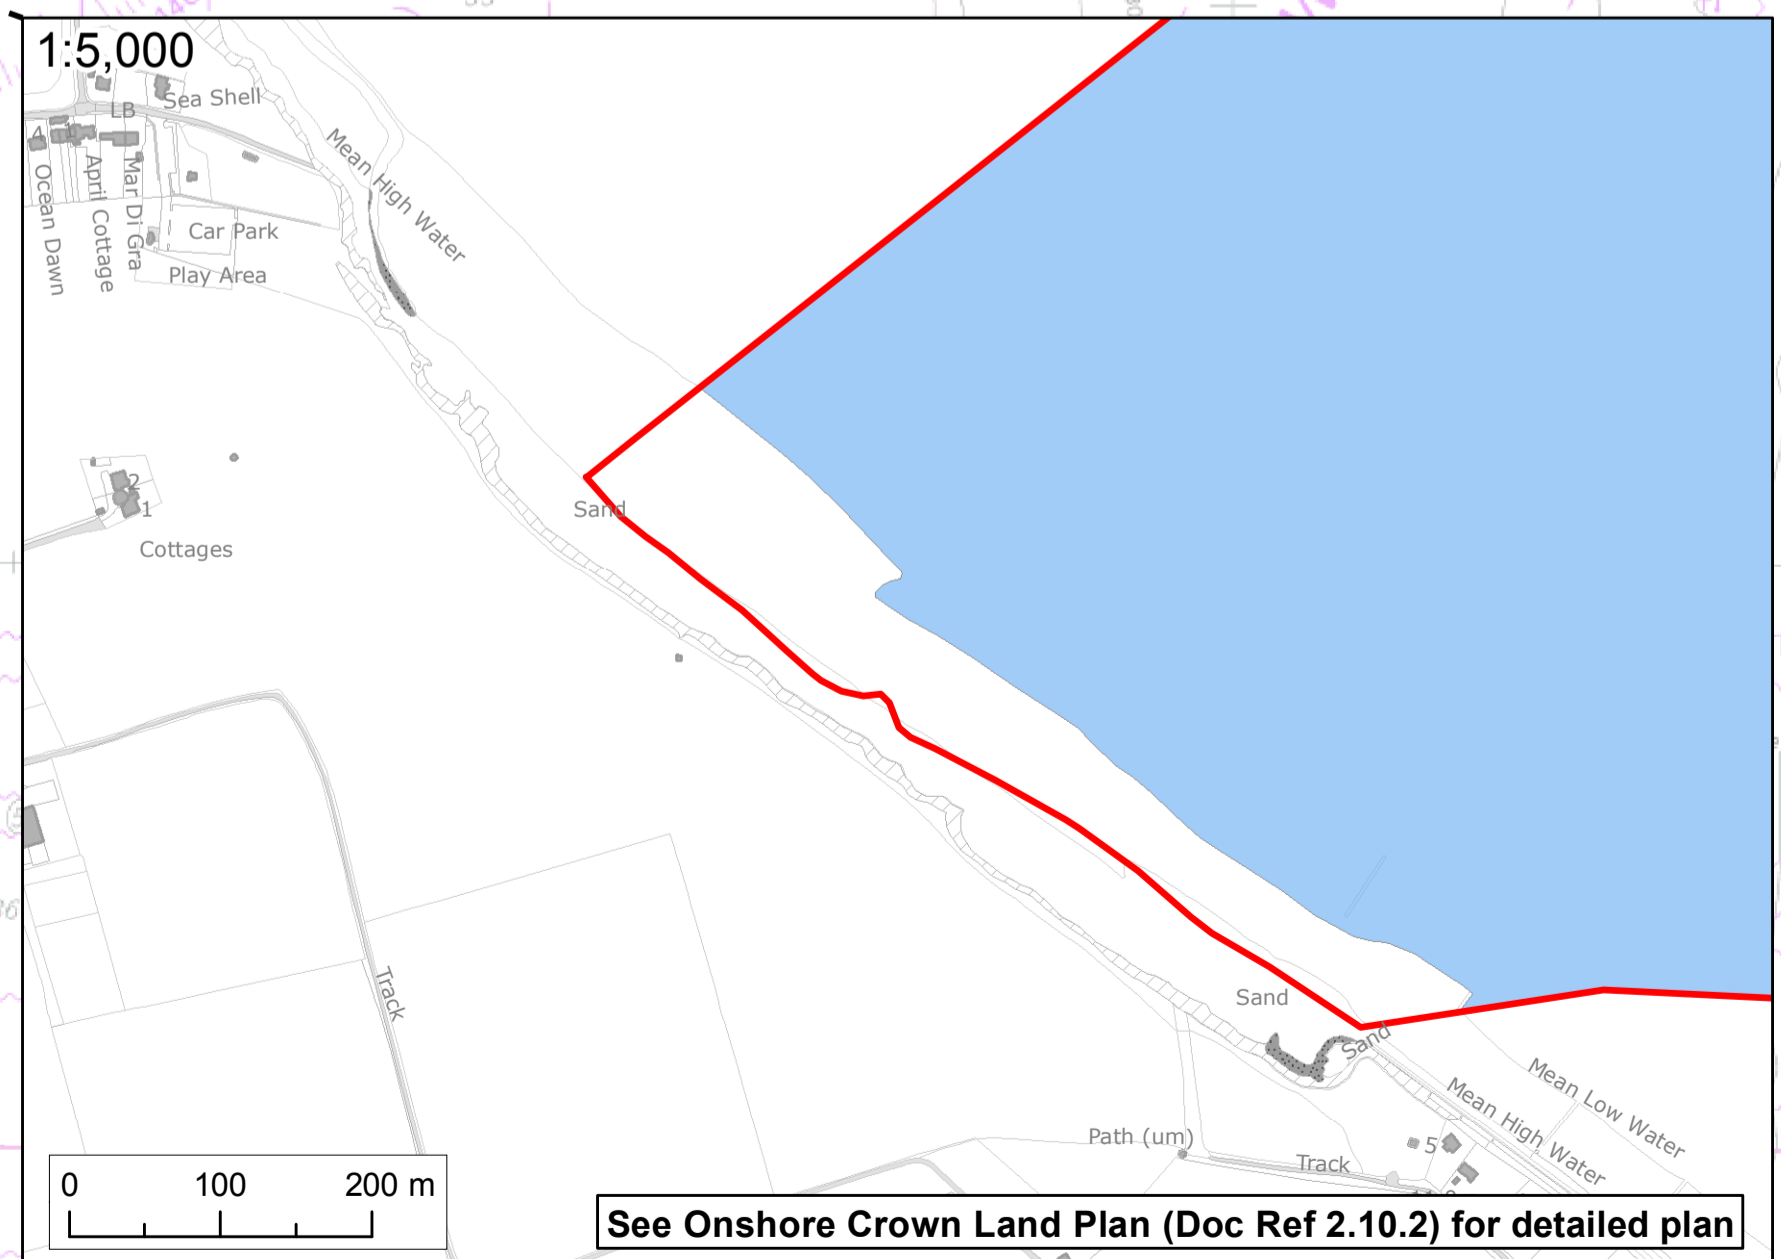 1:5,000
Sea Shell
LB
4
1
Ocean Dawn
April Cottage
Mar Di Gra
Mean High Water
Car Park
Play Area
2
1
Cottages
Sand
Track
Sand
Sand
Mean Low Water
Mean High Water
Path (um)
Track
5
0 100 200 m
See Onshore Crown Land Plan (Doc Ref 2.10.2) for detailed plan